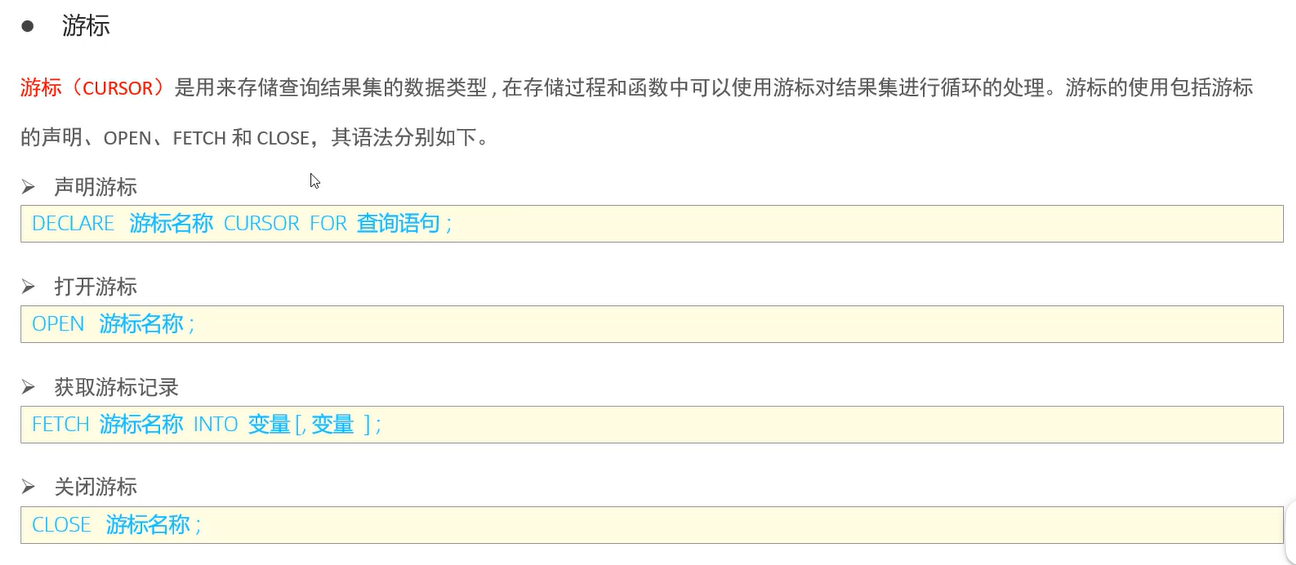 ● 游标
游标（CURSOR）是用来存储查询结果集的数据类型 , 在存储过程和函数中可以使用游标对结果集进行循环的处理。游标的使用包括游标
的声明、OPEN、FETCH 和 CLOSE，其语法分别如下。
➢ 声明游标
DECLARE 游标名称 CURSOR FOR 查询语句 ;
➢ 打开游标
OPEN 游标名称 ;
➢ 获取游标记录
FETCH 游标名称 INTO 变量 [, 变量 ] ;
➢ 关闭游标
CLOSE 游标名称 ;